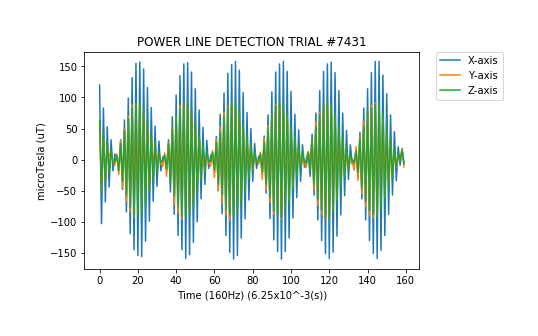 POWER LINE DETECTION TRIAL #7431
X-axis
Y-axis
Z-axis
microTesla (uT)
150
100
50
0
−50
−100
−150
0 20 40 60 80 100 120 140 160
Time (160Hz) (6.25x10^-3(s))